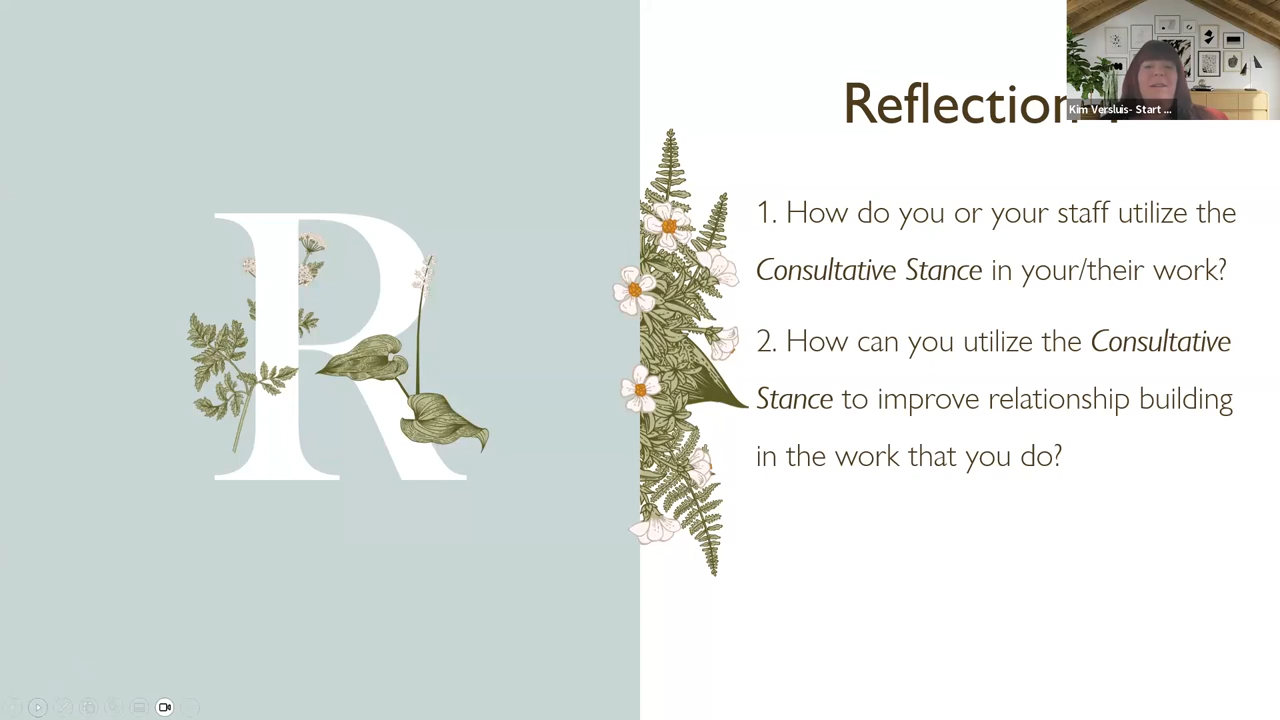 Reflection
Kim Versluis- Start ...
R
1. How do you or your staff utilize the
Consultative Stance in your/their work?
2. How can you utilize the Consultative
Stance to improve relationship building
in the work that you do?